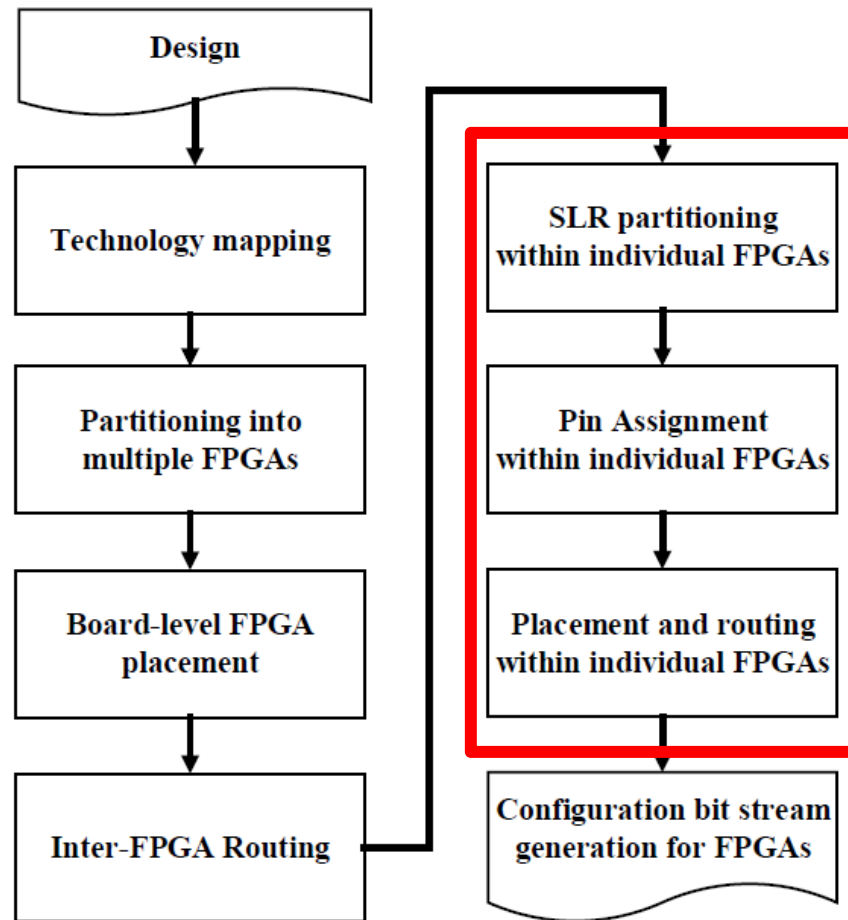 Design
Technology mapping
Partitioning into
multiple FPGAs
Board-level FPGA
placement
Inter-FPGA Routing
SLR partitioning
within individual FPGAs
Pin Assignment
within individual FPGAs
Placement and routing
within individual FPGAs
Configuration bit stream
generation for FPGAs